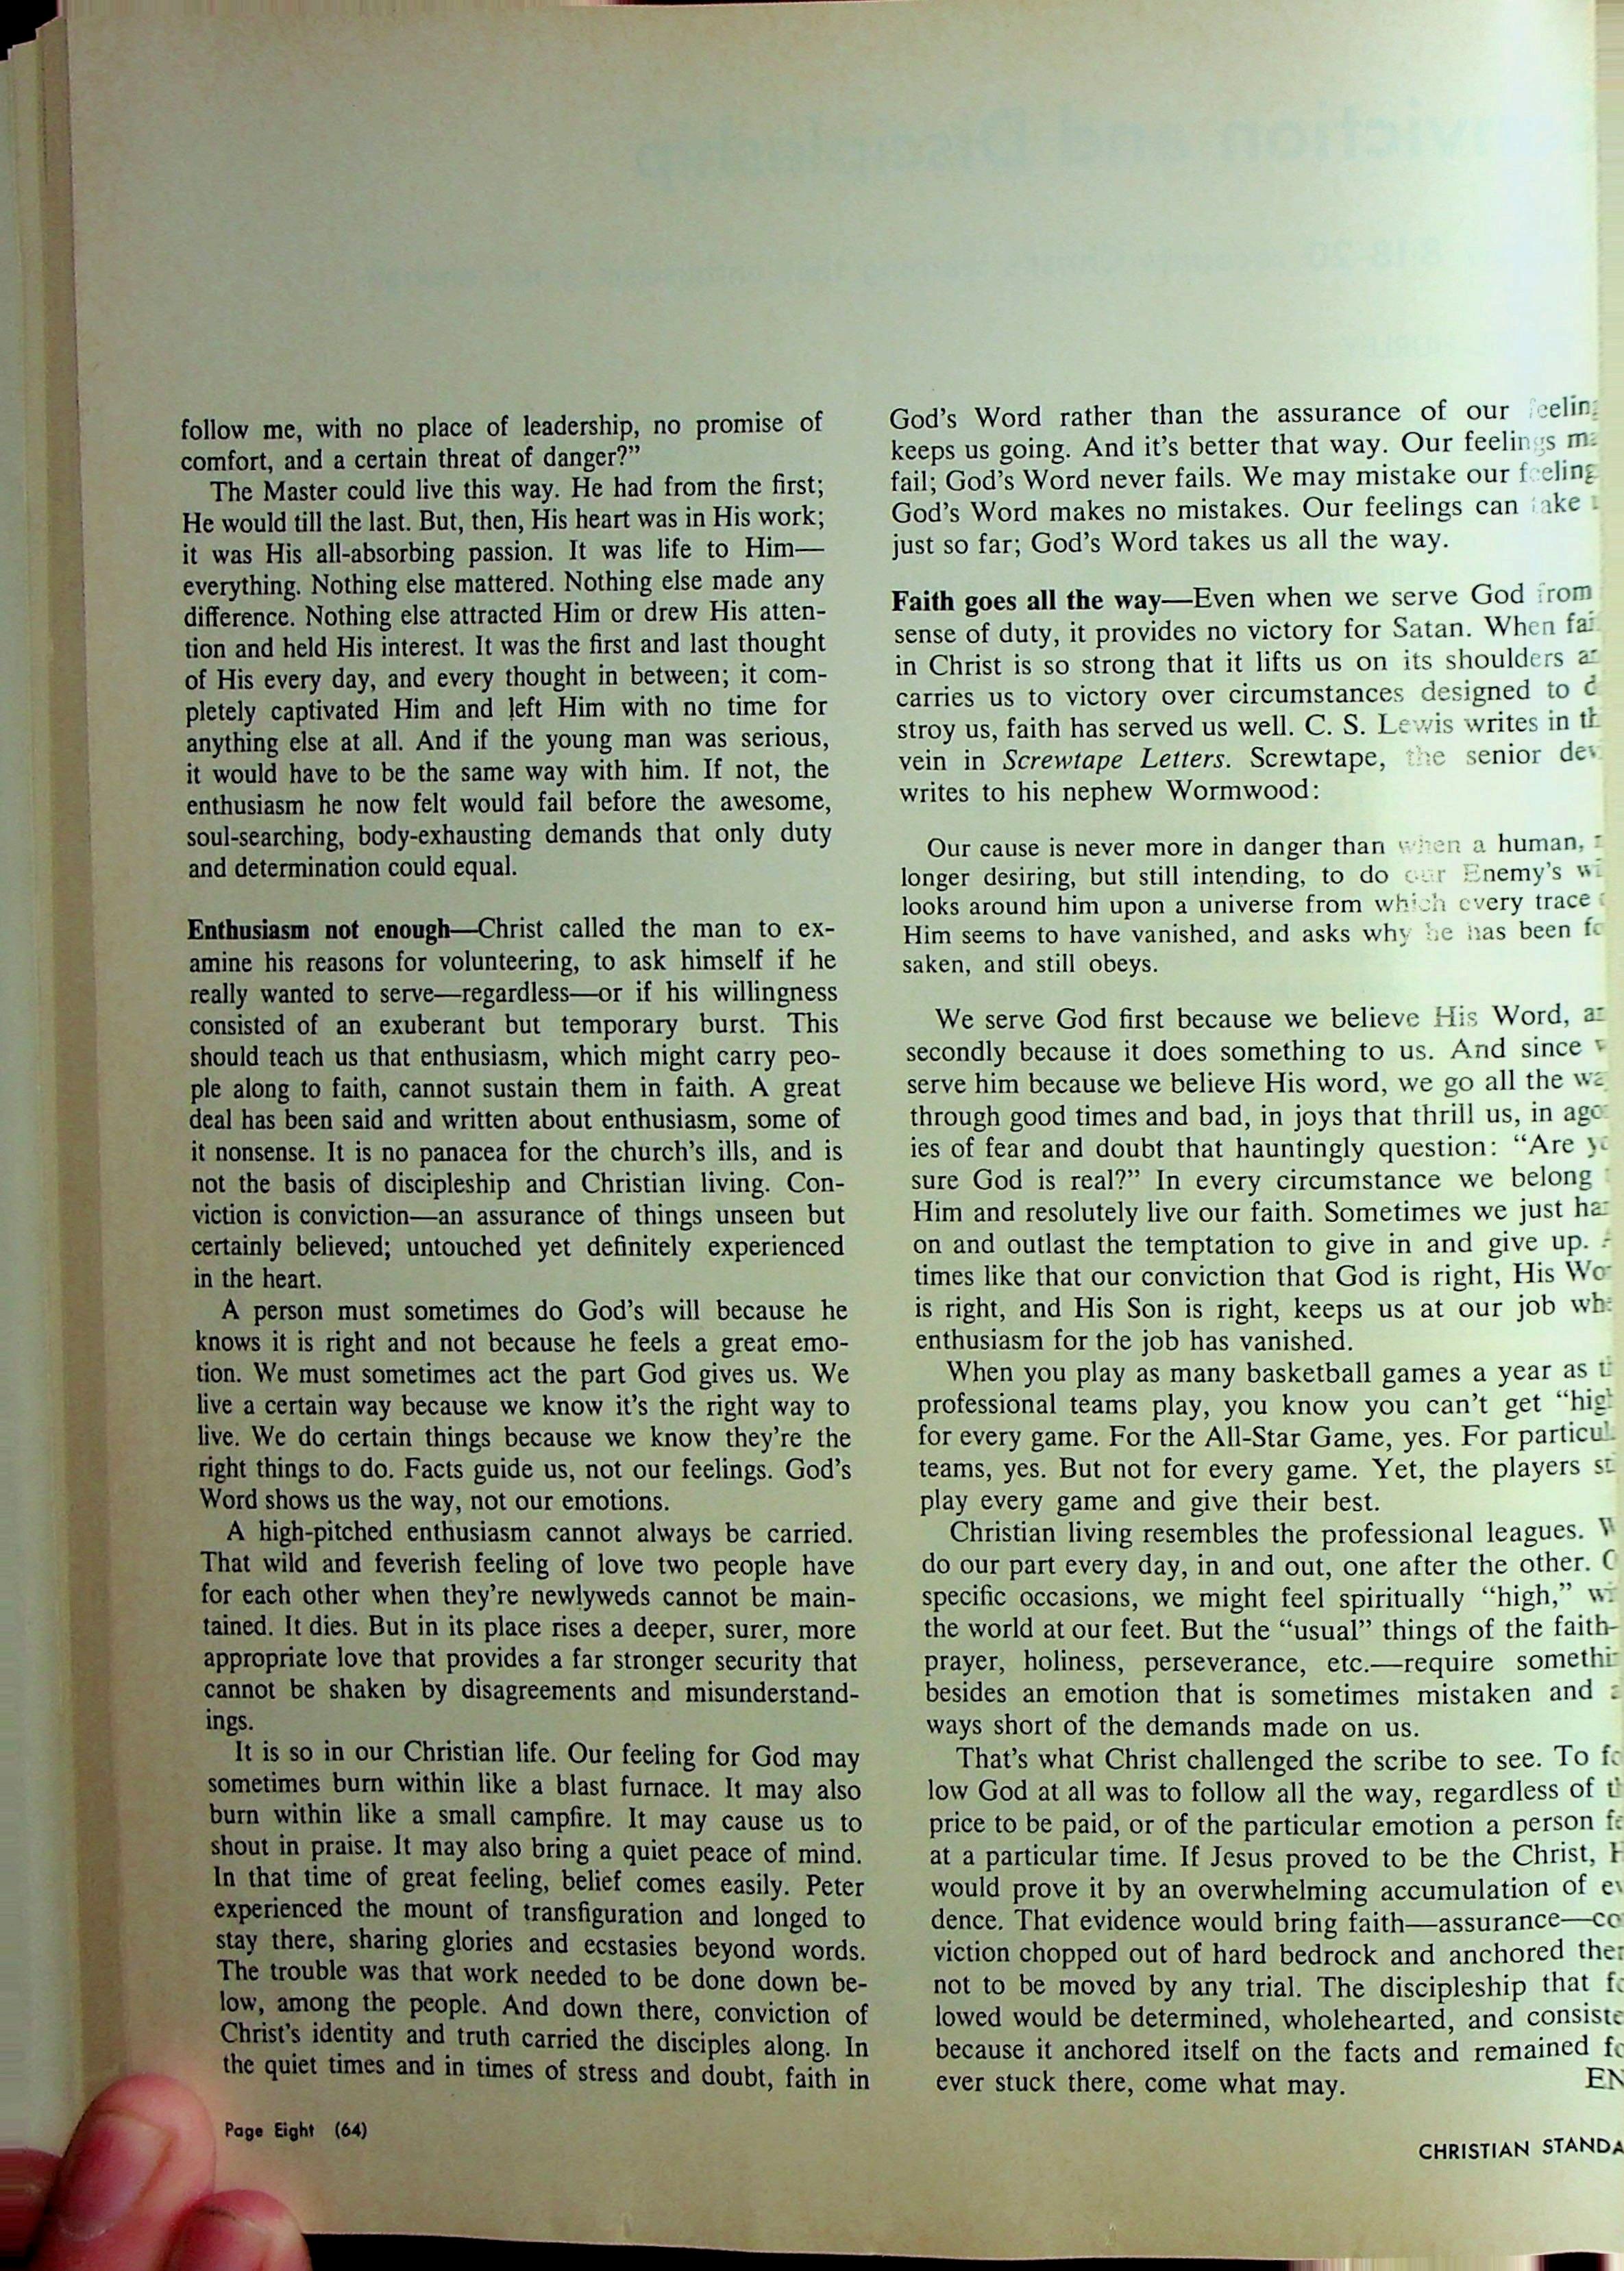 follow me, with no place of leadership, no promise of
comfort, and a certain threat of danger?”
The Master could live this way. He had from the first;
He would till the last. But, then, His heart was in His work;
it was His all-absorbing passion. It was life to Him—
everything. Nothing else mattered. Nothing else made any
difference. Nothing else attracted Him or drew His atten-
tion and held His interest. It was the first and last thought
of His every day, and every thought in between; it com-
pletely captivated Him and left Him with no time for
anything else at all. And if the young man was serious,
it would have to be the same way with him. If not, the
enthusiasm he now felt would fail before the awesome,
soul-searching, body-exhausting demands that only duty
and determination could equal.
Enthusiasm not enough—Christ called the man to ex-
amine his reasons for volunteering, to ask himself if he
really wanted to serve—regardless—or if his willingness
consisted of an exuberant but temporary burst. This
should teach us that enthusiasm, which might carry peo-
ple along to faith, cannot sustain them in faith. A great
deal has been said and written about enthusiasm, some of
it nonsense. It is no panacea for the church’s ills, and is
not the basis of discipleship and Christian living. Con-
viction is conviction—an assurance of things unseen but
certainly believed; untouched yet definitely experienced
in the heart.
A person must sometimes do God’s will because he
knows it is right and not because he feels a great emo-
tion. We must sometimes act the part God gives us. We
live a certain way because we know it’s the right way to
live. We do certain things because we know they’re the
right things to do. Facts guide us, not our feelings. God’s
Word shows us the way, not our emotions.
A high-pitched enthusiasm cannot always be carried.
That wild and feverish feeling of love two people have
for each other when they’re newlyweds cannot be main-
tained. It dies. But in its place rises a deeper, surer, more
appropriate love that provides a far stronger security that
cannot be shaken by disagreements and misunderstand-
ings.
It is so in our Christian life. Our feeling for God may
sometimes burn within like a blast furnace. It may also
burn within like a small campfire. It may cause us to
shout in praise. It may also bring a quiet peace of mind.
In that time of great feeling, belief comes easily. Peter
experienced the mount of transfiguration and longed to
stay there, sharing glories and ecstasies beyond words.
The trouble was that work needed to be done down be-
low, among the people. And down there, conviction of
Christ’s identity and truth carried the disciples along. In
the quiet times and in times of stress and doubt, faith in
God’s Word rather than the assurance of our
keeps us going. And it’s better that way. Our feelings
fail; God’s Word never fails. We may mistake our
God’s Word makes no mistakes. Our feelings can take
just so far; God’s Word takes us all the way.
Faith goes all the way—Even when we serve God from
sense of duty, it provides no victory for Satan. When
in Christ is so strong that it lifts us on its shoulders
carries us to victory over circumstances designed to
stroy us, faith has served us well. C. S. Lewis writes in
vein in Screwtape Letters. Screwtape, the senior
writes to his nephew Wormwood:
Our cause is never more in danger than when a human,
longer desiring, but still intending, to do our Enemy’s
looks around him upon a universe from which every trace
Him seems to have vanished, and asks why he has been
saken, and still obeys.
We serve God first because we believe His Word,
secondly because it does something to us. And since
serve him because we believe His word, we go all the
through good times and bad, in joys that thrill us, in
ies of fear and doubt that hauntingly question: “Are
sure God is real?” In every circumstance we belong
Him and resolutely live our faith. Sometimes we just
on and outlast the temptation to give in and give up.
times like that our conviction that God is right, His
is right, and His Son is right, keeps us at our job
enthusiasm for the job has vanished.
When you play as many basketball games a year as
professional teams play, you know you can’t get
for every game. For the All-Star Game, yes. For
teams, yes. But not for every game. Yet, the players
play every game and give their best.
Christian living resembles the professional leagues.
do our part every day, in and out, one after the other.
specific occasions, we might feel spiritually “high,”
the world at our feet. But the “usual” things of the faith-
prayer, holiness, perseverance, etc.—require
besides an emotion that is sometimes mistaken and
ways short of the demands made on us.
That’s what Christ challenged the scribe to see. To
low God at all was to follow all the way, regardless of
price to be paid, or of the particular emotion a person
at a particular time. If Jesus proved to be the Christ,
would prove it by an overwhelming accumulation of
dence. That evidence would bring faith—assurance—
viction chopped out of hard bedrock and anchored
not to be moved by any trial. The discipleship that
lowed would be determined, wholehearted, and
because it anchored itself on the facts and remained
ever stuck there, come what may.
Page Eight (64)
CHRISTIAN